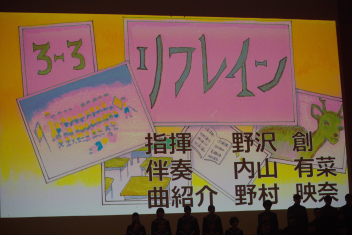 3-3
リフレイン
指揮 野沢 創
伴奏 内山 有菜
曲紹介 野村 映奈